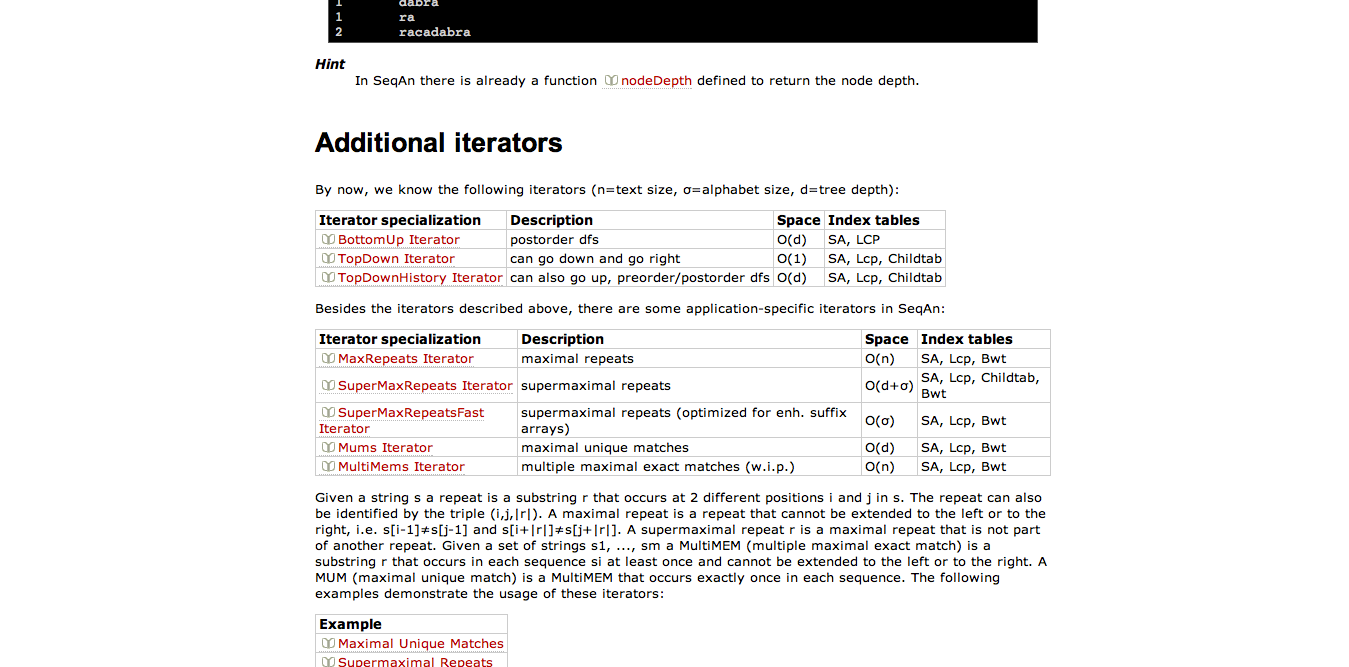 1 dabra
1 ra
2 racadabra
Hint
In SeqAn there is already a function nodeDepth defined to return the node depth.
Additional iterators
By now, we know the following iterators (n=text size, σ=alphabet size, d=tree depth):
Iterator specialization Description Space Index tables
BottomUp Iterator postorder dfs O(d) SA, LCP
TopDown Iterator can go down and go right O(1) SA, Lcp, Childtab
TopDownHistory Iterator can also go up, preorder/postorder dfs O(d) SA, Lcp, Childtab
Besides the iterators described above, there are some application-specific iterators in SeqAn:
Iterator specialization Description Space Index tables
MaxRepeats Iterator maximal repeats O(n) SA, Lcp, Bwt
SuperMaxRepeats Iterator supermaximal repeats O(d+σ) SA, Lcp, Childtab,
Bwt
SuperMaxRepeatsFast
Iterator
supermaximal repeats (optimized for enh. suffix
arrays)
O(σ) SA, Lcp, Bwt
Mums Iterator maximal unique matches O(d) SA, Lcp, Bwt
MultiMems Iterator multiple maximal exact matches (w.i.p.) O(n) SA, Lcp, Bwt
Given a string s a repeat is a substring r that occurs at 2 different positions i and j in s. The repeat can also
be identified by the triple (i,j,|r|). A maximal repeat is a repeat that cannot be extended to the left or to the
right, i.e. s[i-1]≠s[j-1] and s[i+|r|]≠s[j+|r|]. A supermaximal repeat r is a maximal repeat that is not part
of another repeat. Given a set of strings s1, ..., sm a MultiMEM (multiple maximal exact match) is a
substring r that occurs in each sequence si at least once and cannot be extended to the left or to the right. A
MUM (maximal unique match) is a MultiMEM that occurs exactly once in each sequence. The following
examples demonstrate the usage of these iterators:
Example
Maximal Unique Matches
Supermaximal Repeats